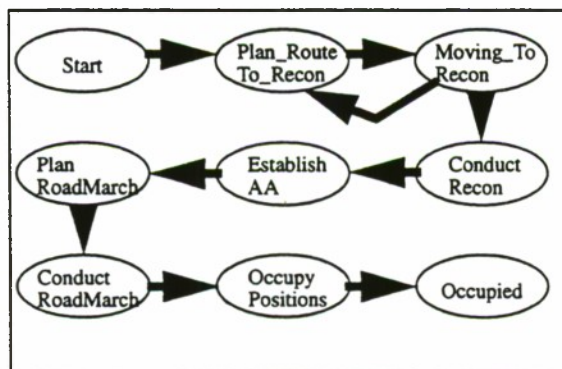 Start
Plan_Route
To_Recon
Moving_To
Recon
Plan
RoadMarch
Establish
AA
Conduct
Recon
Conduct
RoadMarch
Occupy
Positions
Occupied